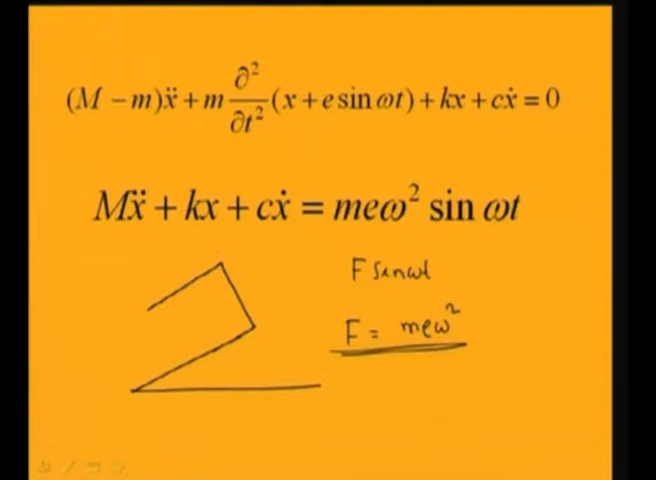 (M − m)ẍ + m ∂²/∂t² (x + e sin ωt) + kx + cẋ = 0
Mẍ + kx + cẋ = meω² sin ωt
F sinωt
F = meω²